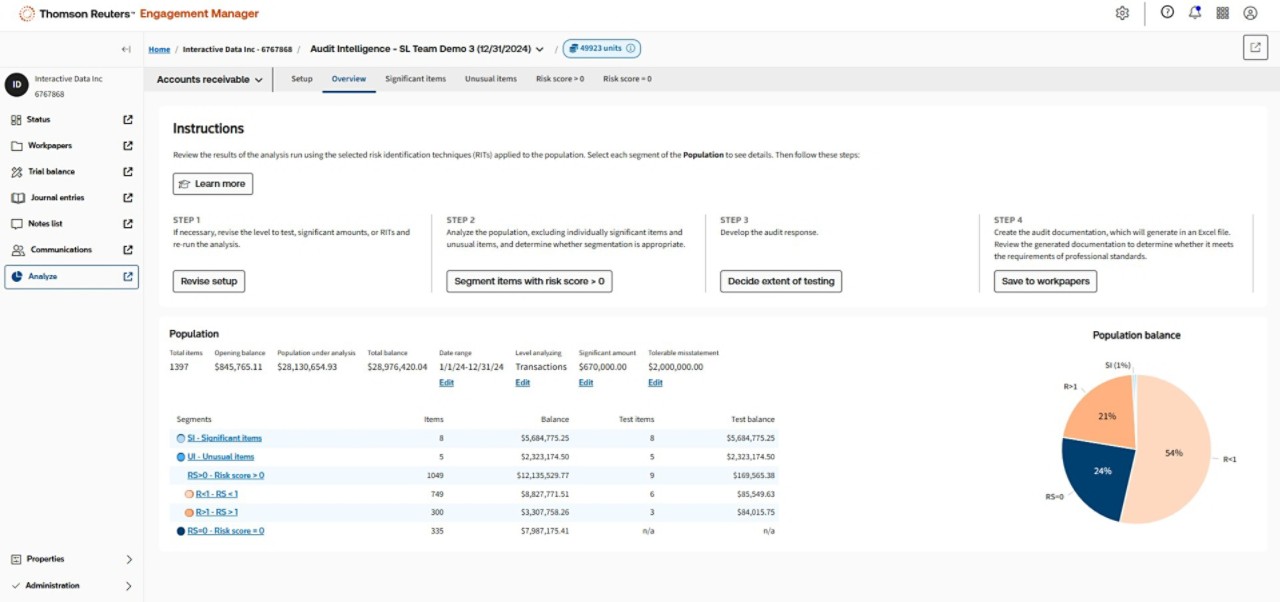 Thomson Reuters™ Engagement Manager
Home / Interactive Data Inc - 6767868 / Audit Intelligence - SL Team Demo 3 (12/31/2024) / 49923 units
ID
Interactive Data Inc
6767868
Accounts receivable
Setup
Overview
Significant items
Unusual items
Risk score > 0
Risk score = 0
Status
Workpapers
Trial balance
Journal entries
Notes list
Communications
Analyze
Properties
Administration
Instructions
Review the results of the analysis run using the selected risk identification techniques (RITs) applied to the population. Select each segment of the Population to see details. Then follow these steps:
Learn more
STEP 1
If necessary, revise the level to test, significant amounts, or RITs and
re-run the analysis.
Revise setup
STEP 2
Analyze the population, excluding individually significant items and
unusual items, and determine whether segmentation is appropriate.
Segment items with risk score > 0
STEP 3
Develop the audit response.
Decide extent of testing
STEP 4
Create the audit documentation, which will generate in an Excel file.
Review the generated documentation to determine whether it meets
the requirements of professional standards.
Save to workpapers
Population
Total items Opening balance Population under analysis Total balance Date range Level analyzing Significant amount Tolerable misstatement
1397 $845,765.11 $28,130,654.93 $28,976,420.04 1/1/24-12/31/24 Transactions $670,000.00 $2,000,000.00
Edit Edit Edit Edit
Segments Items Balance Test items Test balance
SI - Significant items 8 $5,684,775.25 8 $5,684,775.25
UI - Unusual items 5 $2,323,174.50 5 $2,323,174.50
RS>0 - Risk score > 0 1049 $12,135,529.77 9 $169,565.38
R<1 - RS < 1 749 $8,827,771.51 6 $85,549.63
R>1 - RS > 1 300 $3,307,758.26 3 $84,015.75
RS=0 - Risk score = 0 335 $7,987,175.41 n/a n/a
Population balance
SI (1%)
R>1
21%
54%
R<1
24%
RS=0